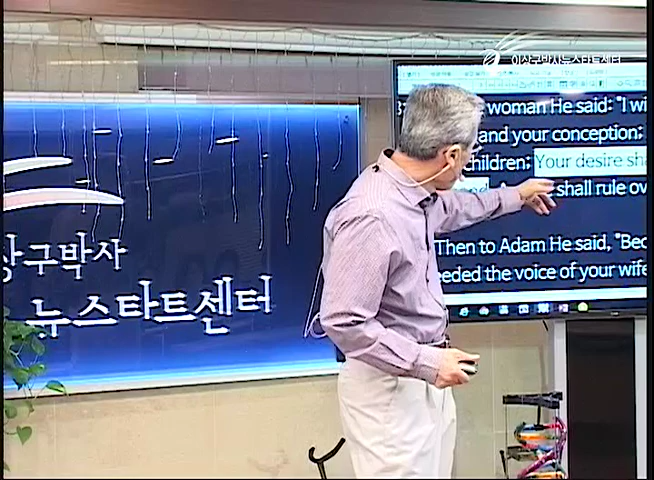 이상구박사뉴스타트센터
woman He said: "I wi
and your conception;
children; Your desire sha
shall rule ov
Then to Adam He said, "Bec
eeded the voice of your wife
상구박사
뉴스타트센터